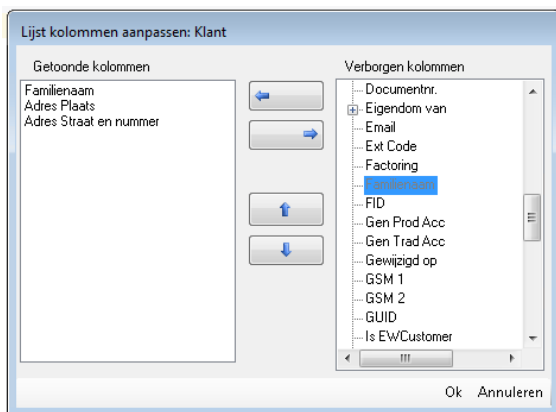 Lijst kolommen aanpassen: Klant
Getoonde kolommen
Familienaam
Adres Plaats
Adres Straat en nummer
Verborgen kolommen
Documentnr.
Eigendom van
Email
Ext Code
Factoring
Familienaam
FID
Gen Prod Acc
Gen Trad Acc
Gewijzigd op
GSM 1
GSM 2
GUID
Is EWCustomer
Ok Annuleren